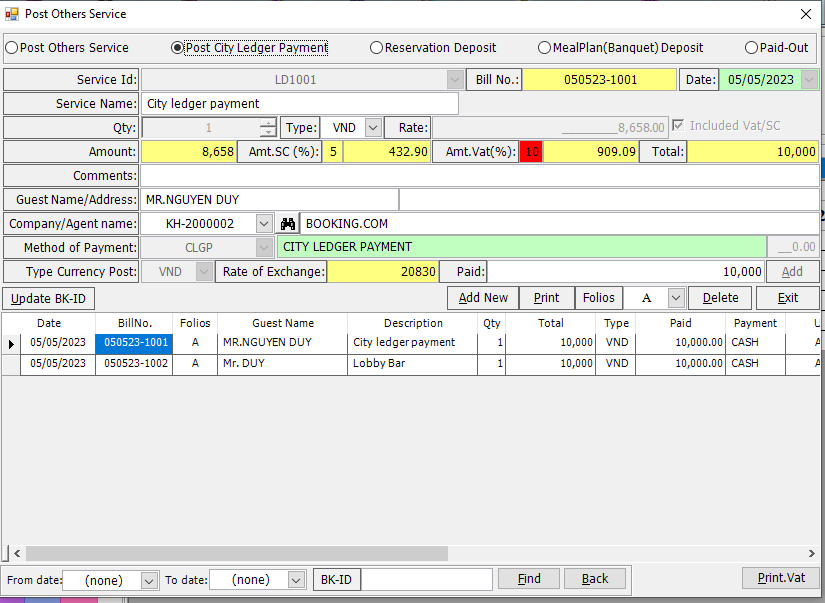 Post Others Service
Post Others Service Post City Ledger Payment Reservation Deposit MealPlan(Banquet) Deposit Paid-Out
Service Id: LD1001 Bill No.: 050523-1001 Date: 05/05/2023
Service Name: City ledger payment
Qty: 1 Type: VND Rate: ________8,658.00 Included Vat/SC
Amount: 8,658 Amt.SC (%): 5 432.90 Amt.Vat(%): 10 909.09 Total: 10,000
Comments:
Guest Name/Address: MR.NGUYEN DUY
Company/Agent name: KH-2000002 BOOKING.COM
Method of Payment: CLGP CITY LEDGER PAYMENT __0.00
Type Currency Post: VND Rate of Exchange: 20830 Paid: 10,000 Add
Update BK-ID Add New Print Folios A Delete Exit
Date BillNo. Folios Guest Name Description Qty Total Type Paid Payment U
05/05/2023 050523-1001 A MR.NGUYEN DUY City ledger payment 1 10,000 VND 10,000.00 CASH A
05/05/2023 050523-1002 A Mr. DUY Lobby Bar 1 10,000 VND 10,000.00 CASH A
From date: (none) To date: (none) BK-ID Find Back Print.Vat